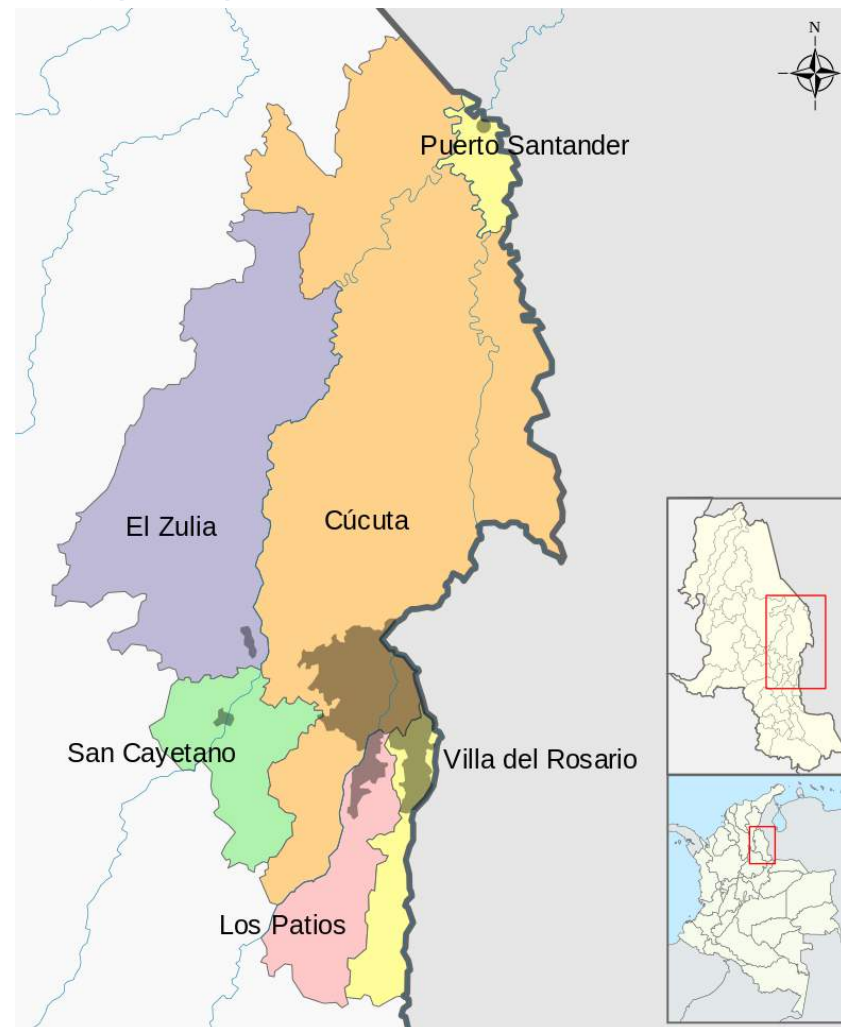 N
Puerto Santander
El Zulia
Cúcuta
San Cayetano
Villa del Rosario
Los Patios